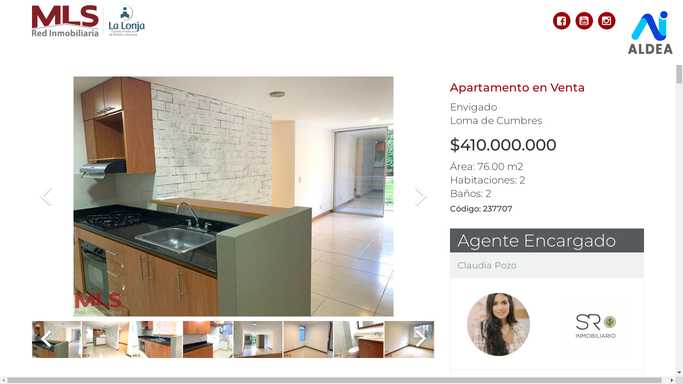 MLS
Red Inmobiliaria
La Lonja
ALDEA
Apartamento en Venta
Envigado
Loma de Cumbres
$410.000.000
Área: 76.00 m2
Habitaciones: 2
Baños: 2
Código: 237707
Agente Encargado
Claudia Pozo
SR
INMOBILIARIO
MLS